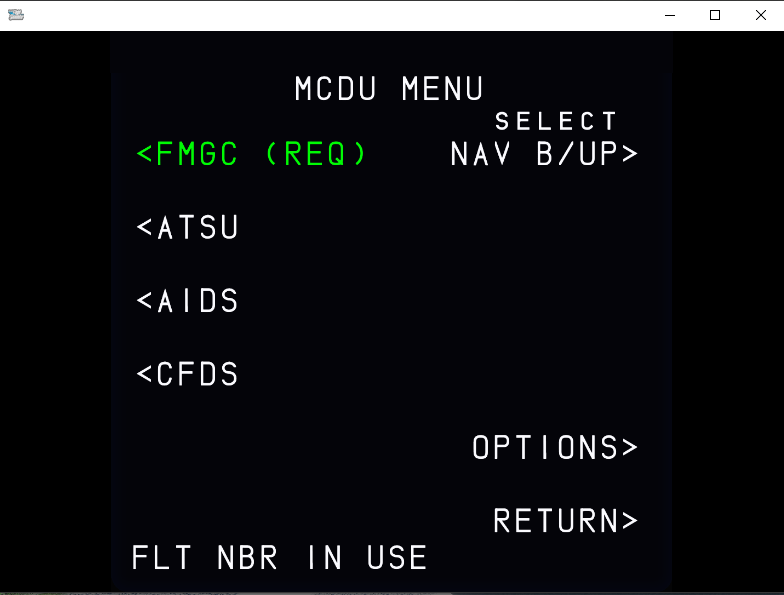 MCDU MENU
SELECT
<FMGC (REQ) NAV B/UP>
<ATSU
<AIDS
<CFDS
OPTIONS>
RETURN>
FLT NBR IN USE